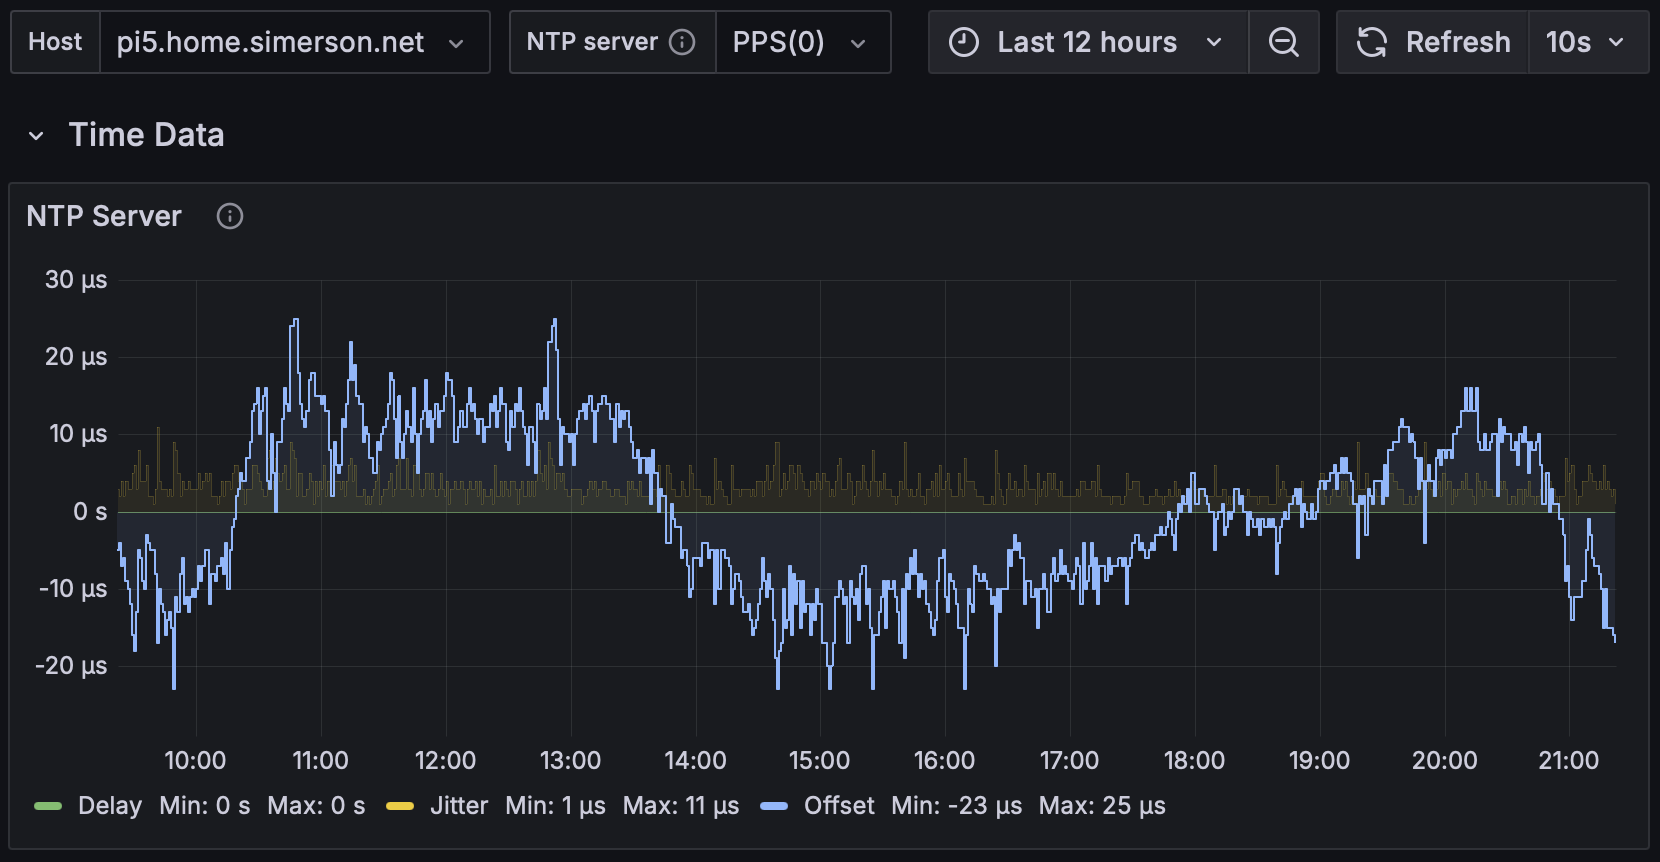 Host pi5.home.simerson.net NTP server PPS(0) Last 12 hours Refresh 10s
Time Data
NTP Server
30 µs
20 µs
10 µs
0 s
-10 µs
-20 µs
10:00 11:00 12:00 13:00 14:00 15:00 16:00 17:00 18:00 19:00 20:00 21:00
Delay Min: 0 s Max: 0 s Jitter Min: 1 µs Max: 11 µs Offset Min: -23 µs Max: 25 µs